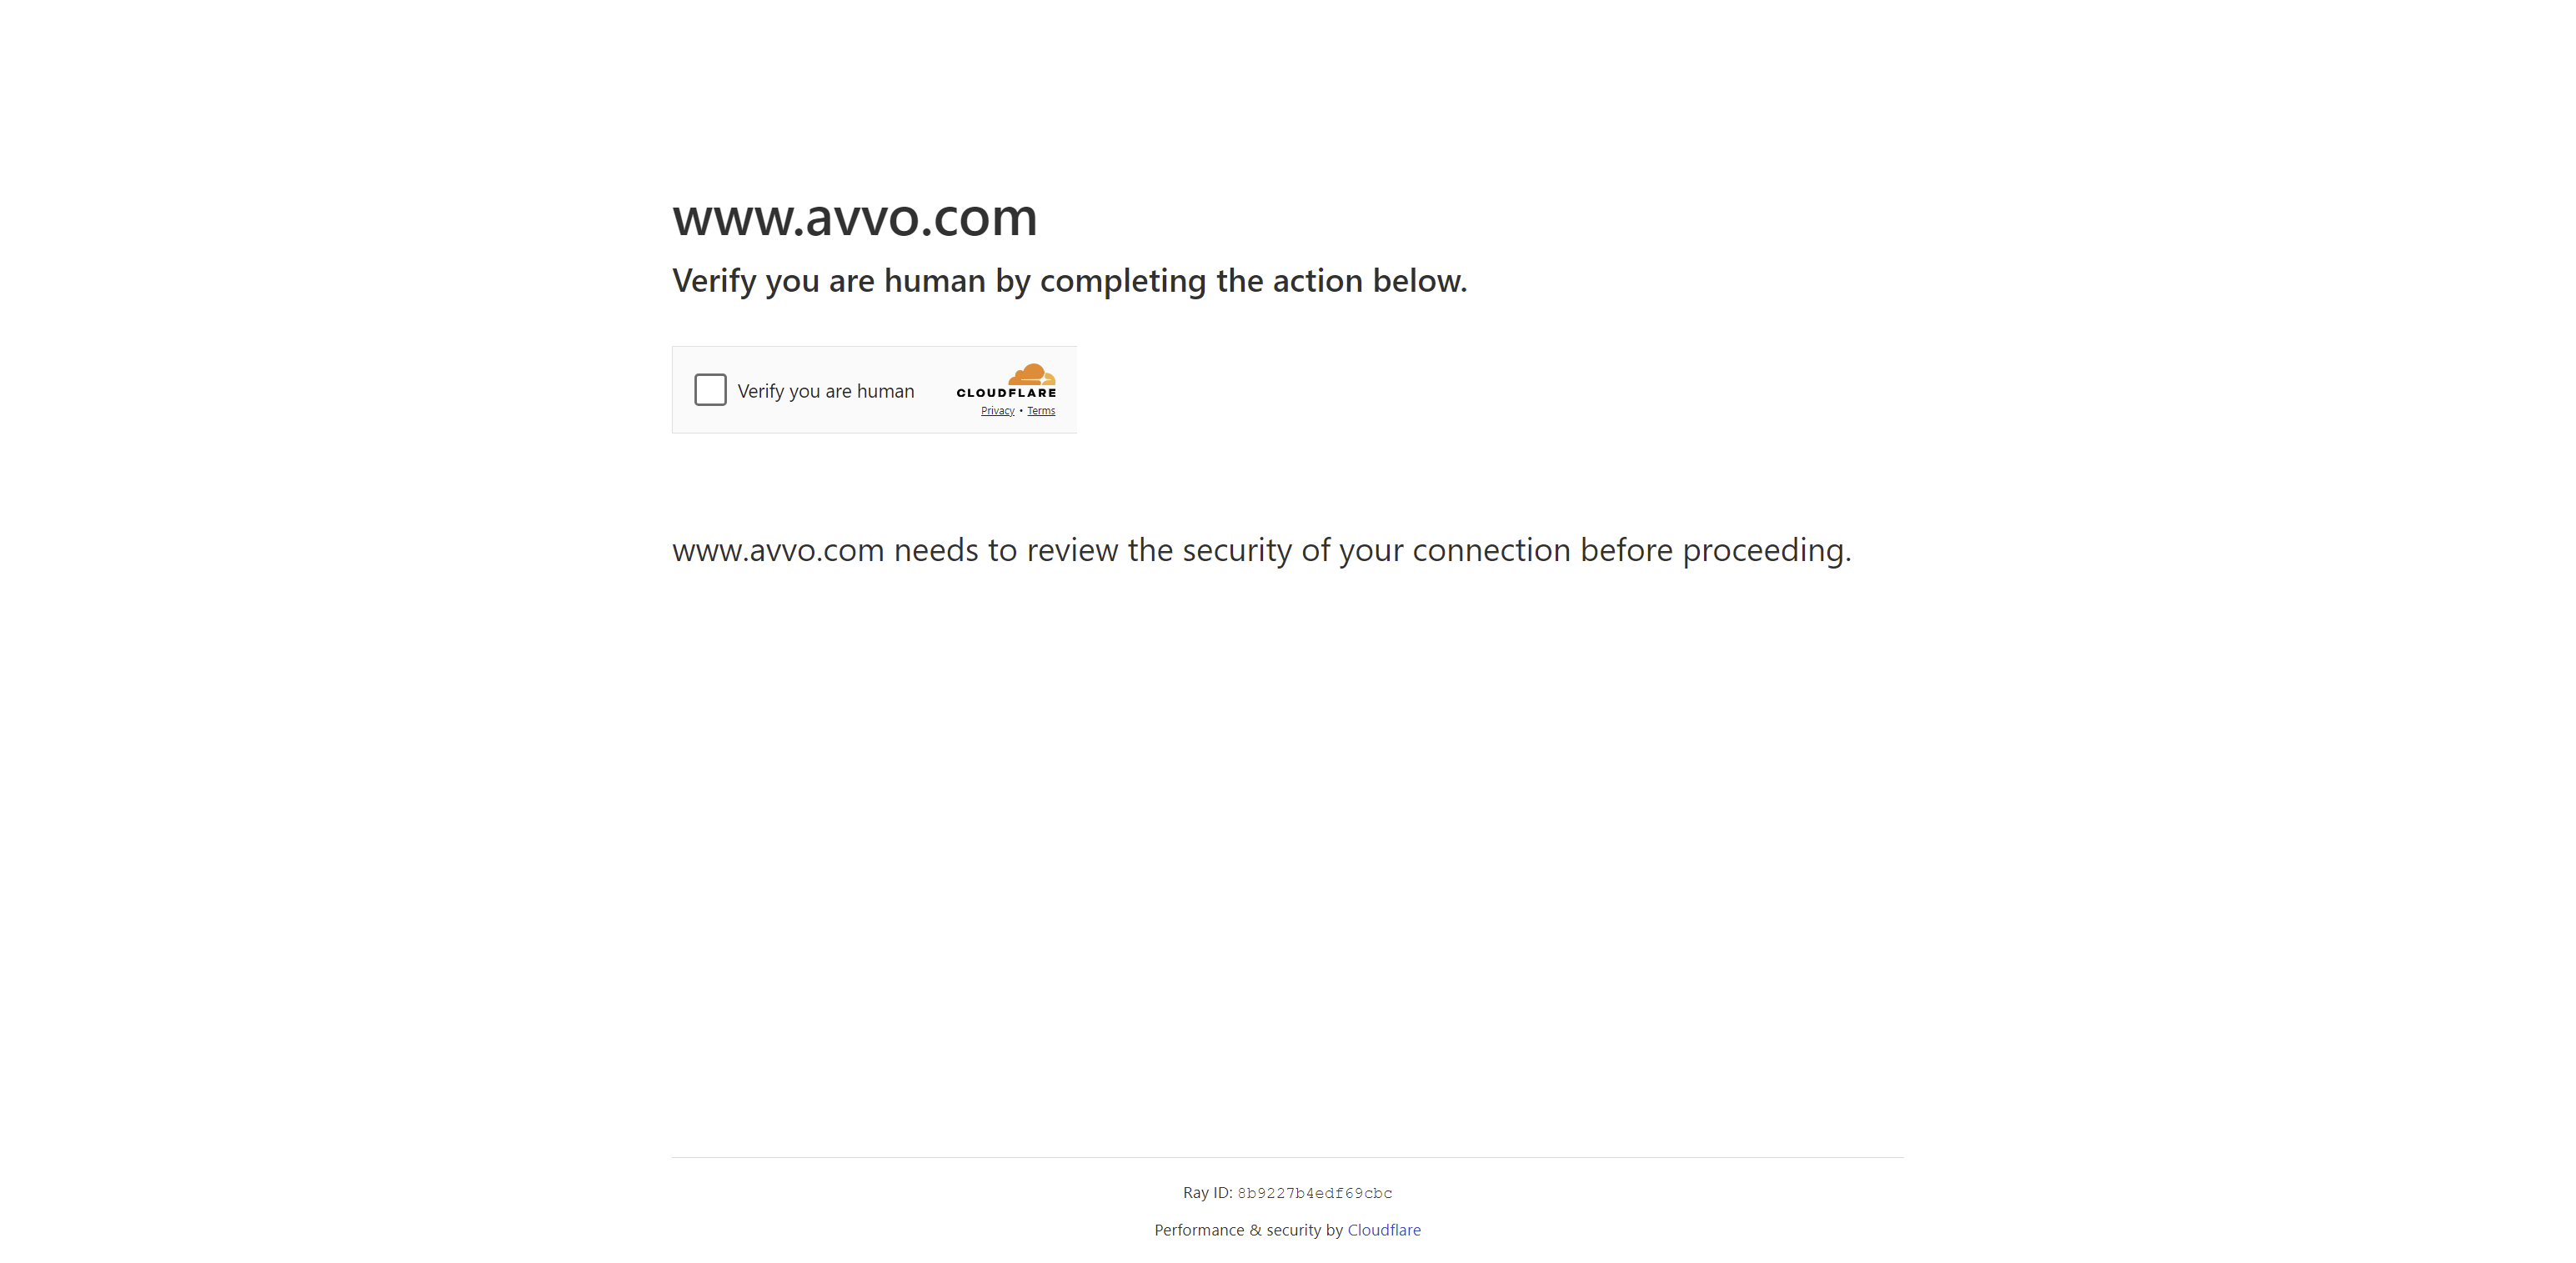 www.avvo.com
Verify you are human by completing the action below.
Verify you are human
CLOUDFLARE
Privacy • Terms
www.avvo.com needs to review the security of your connection before proceeding.
Ray ID: 8b9227b4edf69cbc
Performance & security by Cloudflare